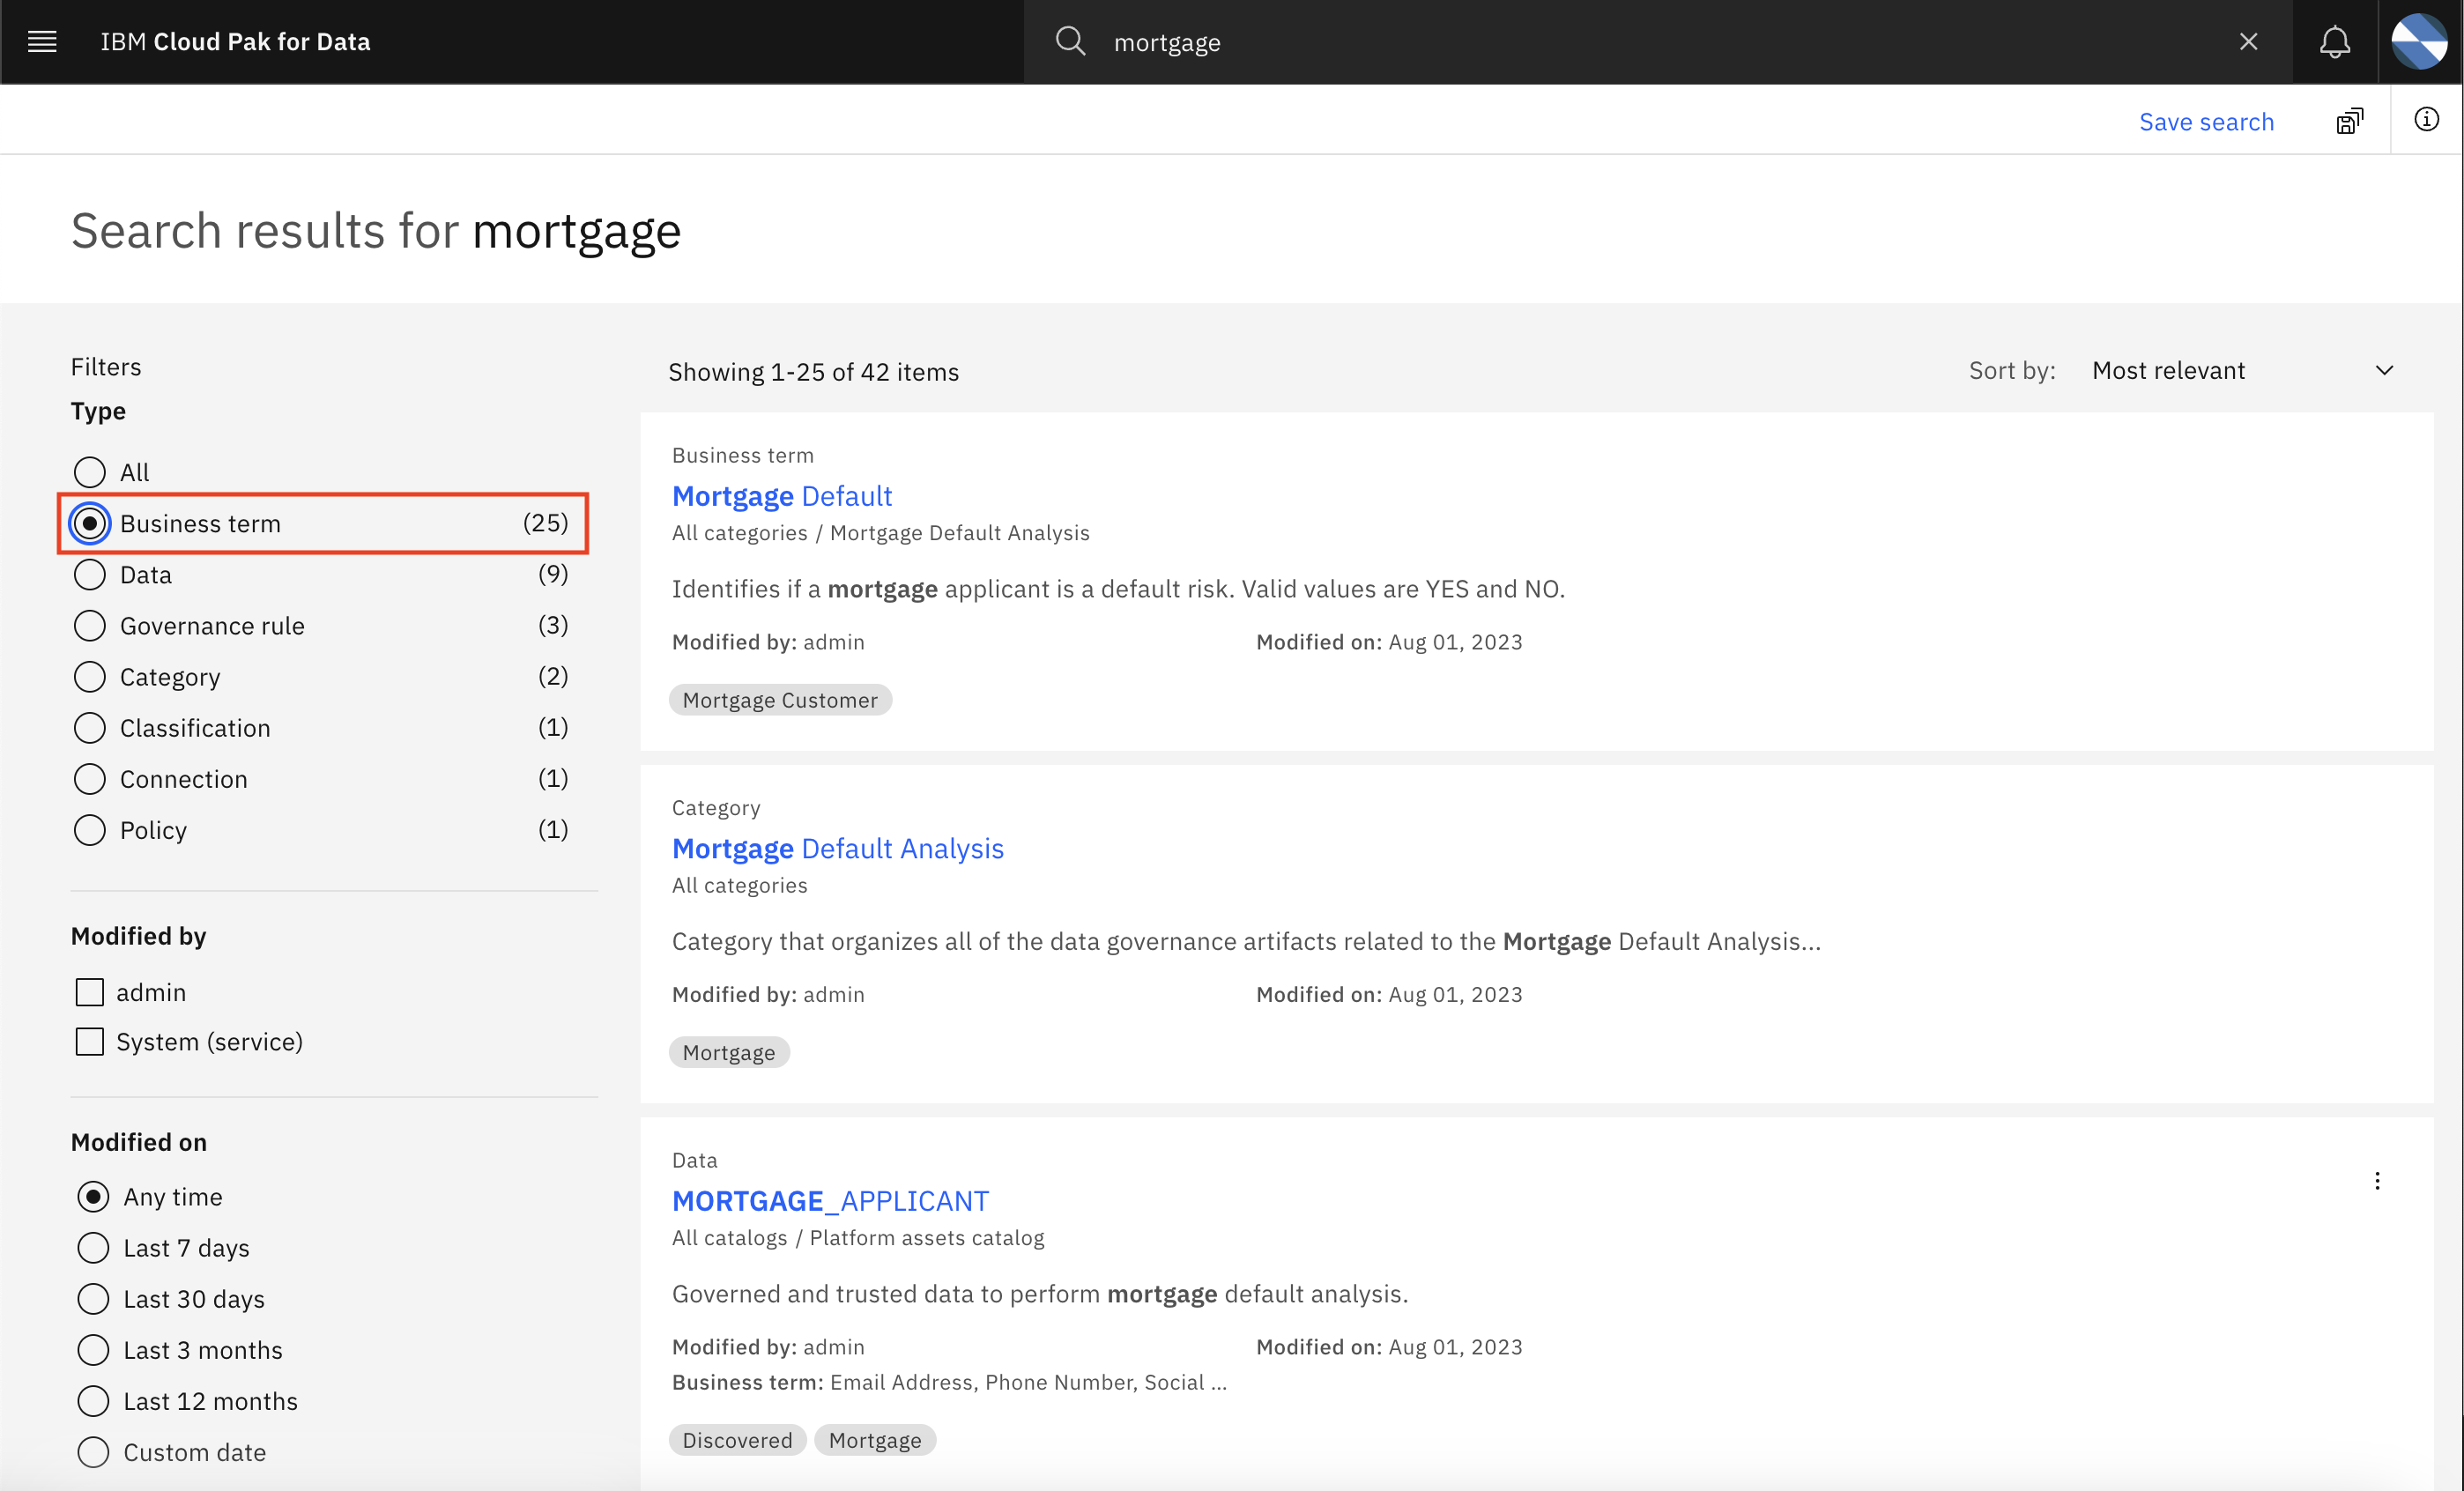 IBM Cloud Pak for Data
mortgage
Save search
Search results for mortgage
Filters
Type
All
Business term (25)
Data (9)
Governance rule (3)
Category (2)
Classification (1)
Connection (1)
Policy (1)
Modified by
admin
System (service)
Modified on
Any time
Last 7 days
Last 30 days
Last 3 months
Last 12 months
Custom date
Showing 1-25 of 42 items
Sort by: Most relevant
Business term
Mortgage Default
All categories / Mortgage Default Analysis
Identifies if a mortgage applicant is a default risk. Valid values are YES and NO.
Modified by: admin Modified on: Aug 01, 2023
Mortgage Customer
Category
Mortgage Default Analysis
All categories
Category that organizes all of the data governance artifacts related to the Mortgage Default Analysis...
Modified by: admin Modified on: Aug 01, 2023
Mortgage
Data
MORTGAGE_APPLICANT
All catalogs / Platform assets catalog
Governed and trusted data to perform mortgage default analysis.
Modified by: admin Modified on: Aug 01, 2023
Business term: Email Address, Phone Number, Social ...
Discovered Mortgage